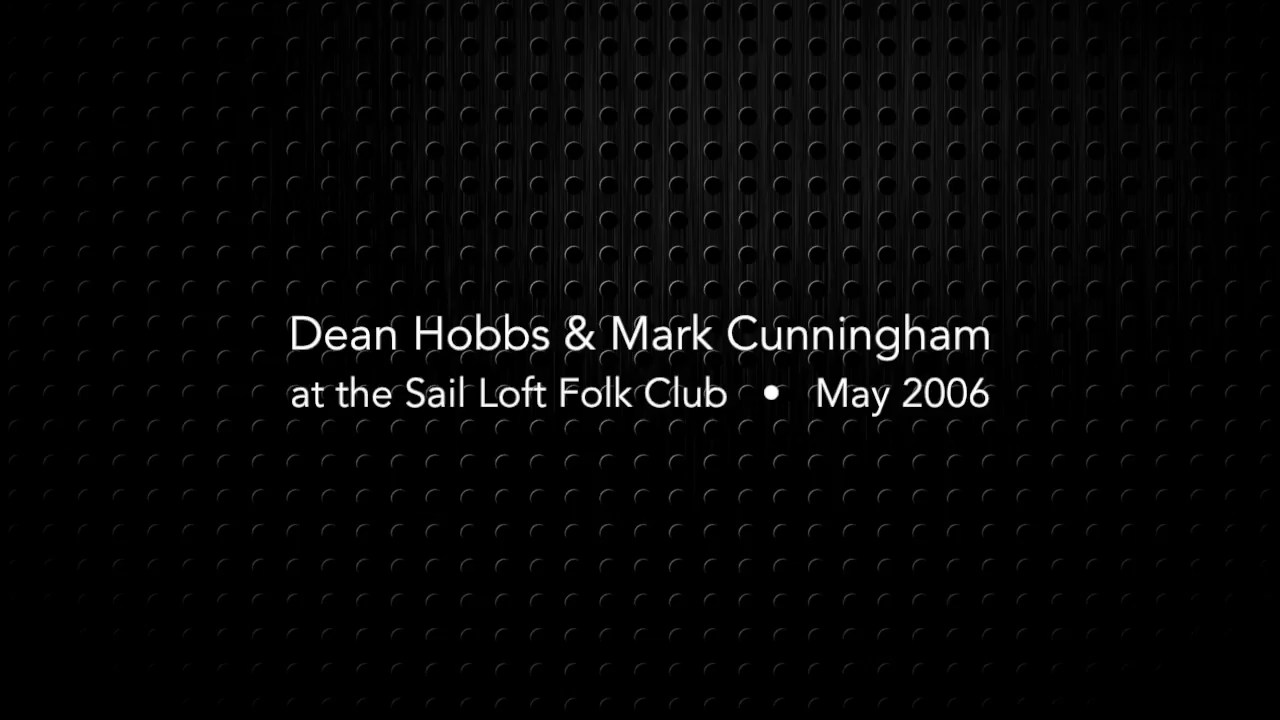 Dean Hobbs & Mark Cunningham
at the Sail Loft Folk Club • May 2006